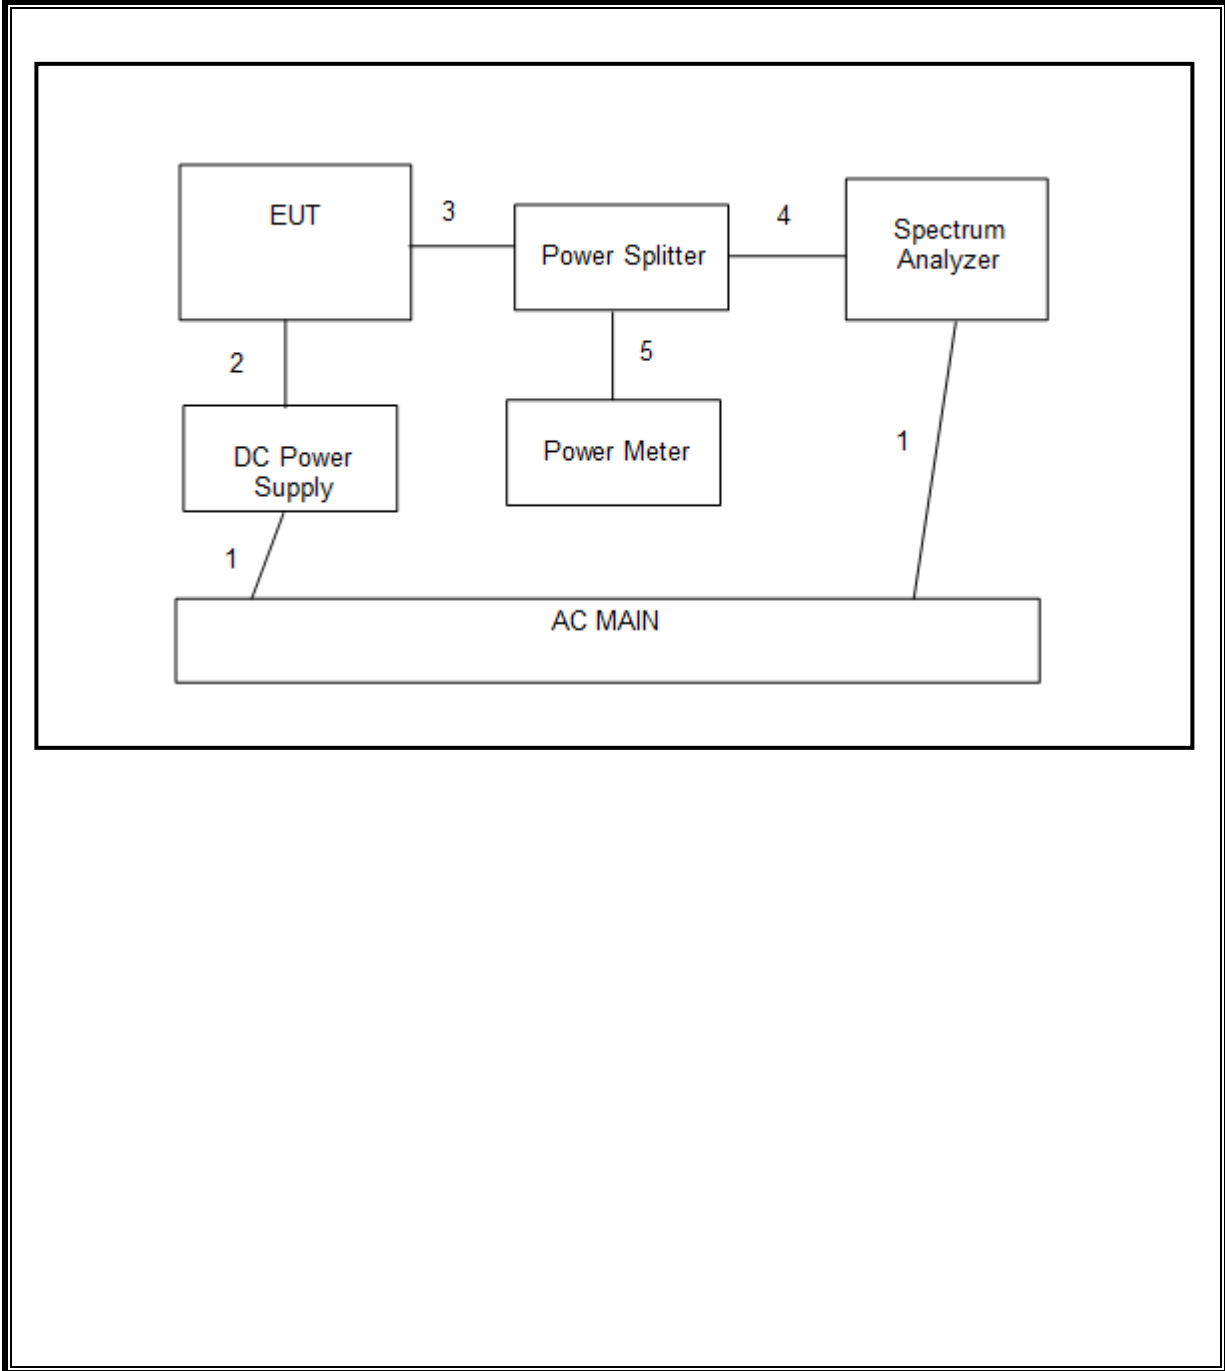 EUT
3
Power Splitter
4
Spectrum
Analyzer
2
5
DC Power
Supply
Power Meter
1
1
AC MAIN